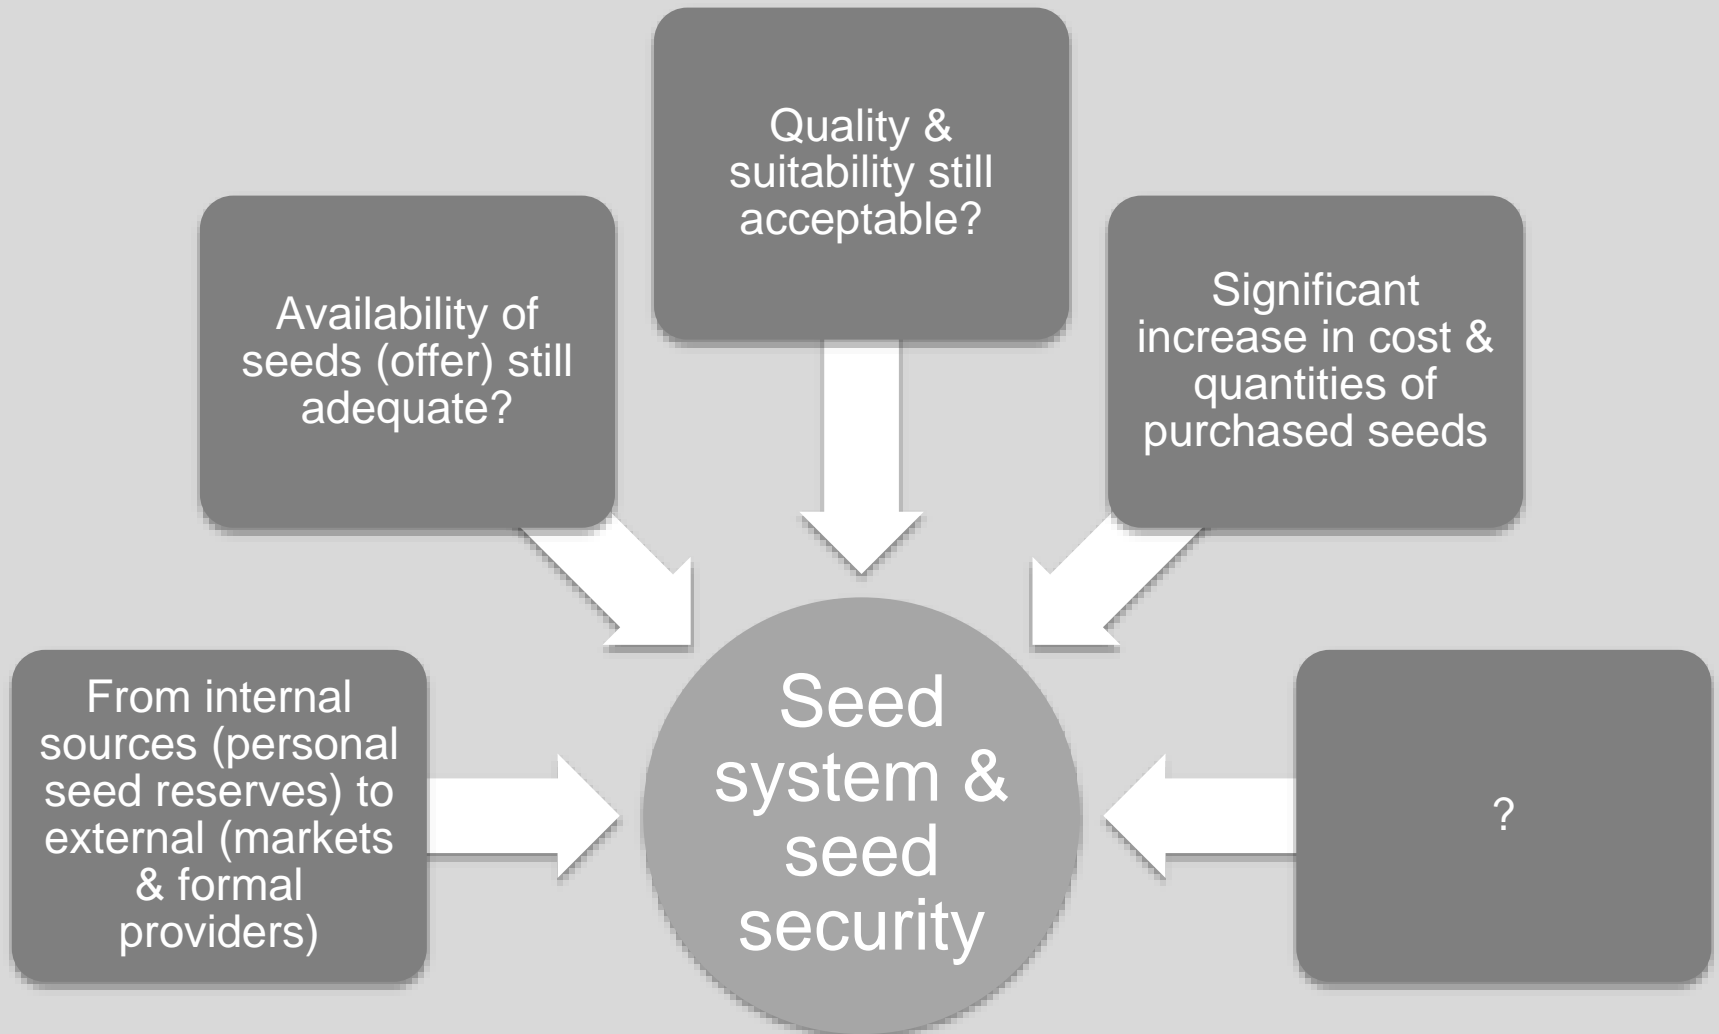 Quality &
suitability still
acceptable?
Availability of
seeds (offer) still
adequate?
Significant
increase in cost &
quantities of
purchased seeds
From internal
sources (personal
seed reserves) to
external (markets
& formal
providers)
Seed
system &
seed
security
?